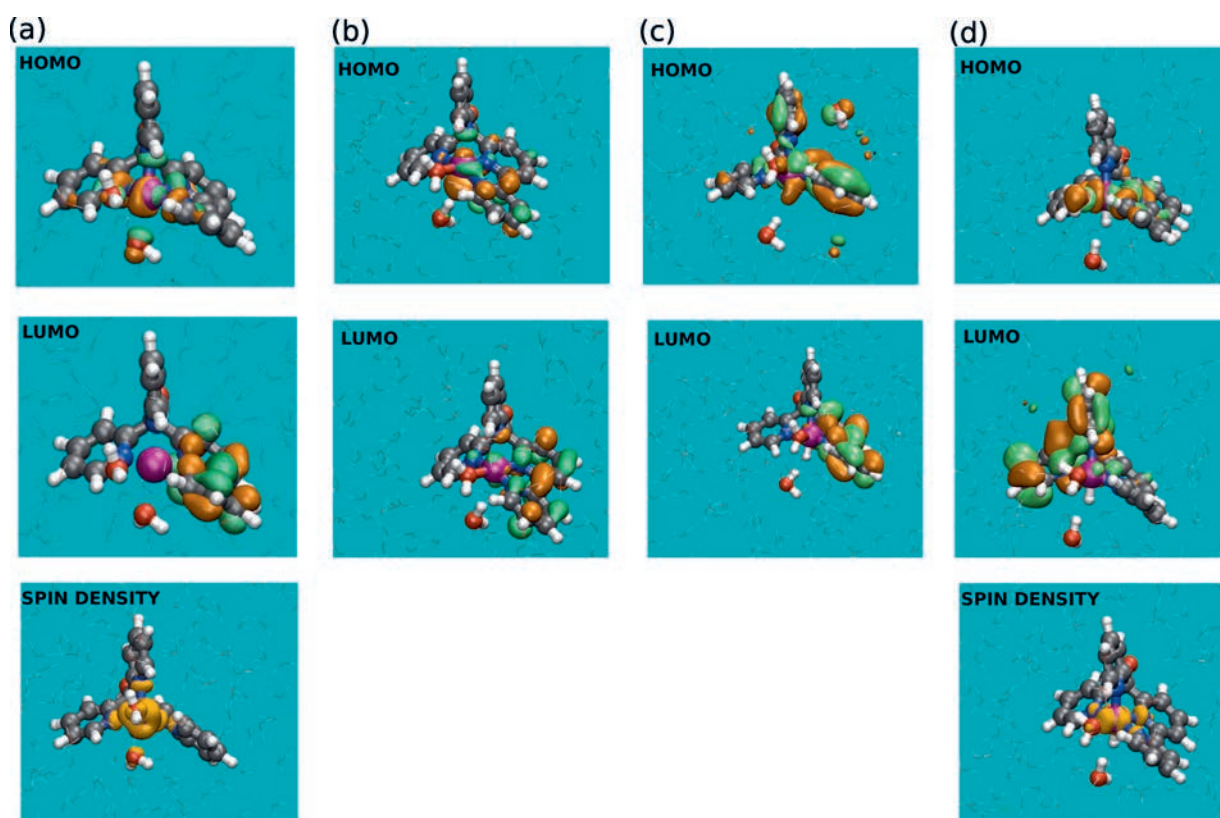 (a)
(b)
(c)
(d)
HOMO
HOMO
HOMO
HOMO
LUMO
LUMO
LUMO
LUMO
SPIN DENSITY
SPIN DENSITY